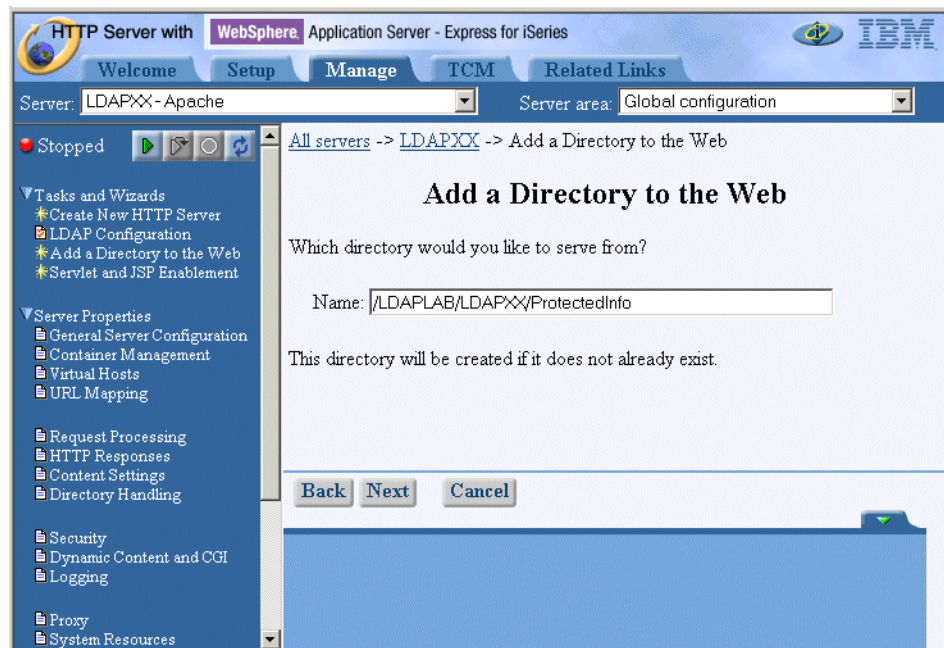 HTTP Server with WebSphere. Application Server - Express for iSeries IBM
Welcome Setup Manage TCM Related Links
Server: LDAPXX - Apache Server area: Global configuration
Stopped
Tasks and Wizards
Create New HTTP Server
LDAP Configuration
Add a Directory to the Web
Servlet and JSP Enablement
Server Properties
General Server Configuration
Container Management
Virtual Hosts
URL Mapping
Request Processing
HTTP Responses
Content Settings
Directory Handling
Security
Dynamic Content and CGI
Logging
Proxy
System Resources
All servers -> LDAPXX -> Add a Directory to the Web
Add a Directory to the Web
Which directory would you like to serve from?
Name: /LDAPLAB/LDAPXX/ProtectedInfo
This directory will be created if it does not already exist.
Back Next Cancel